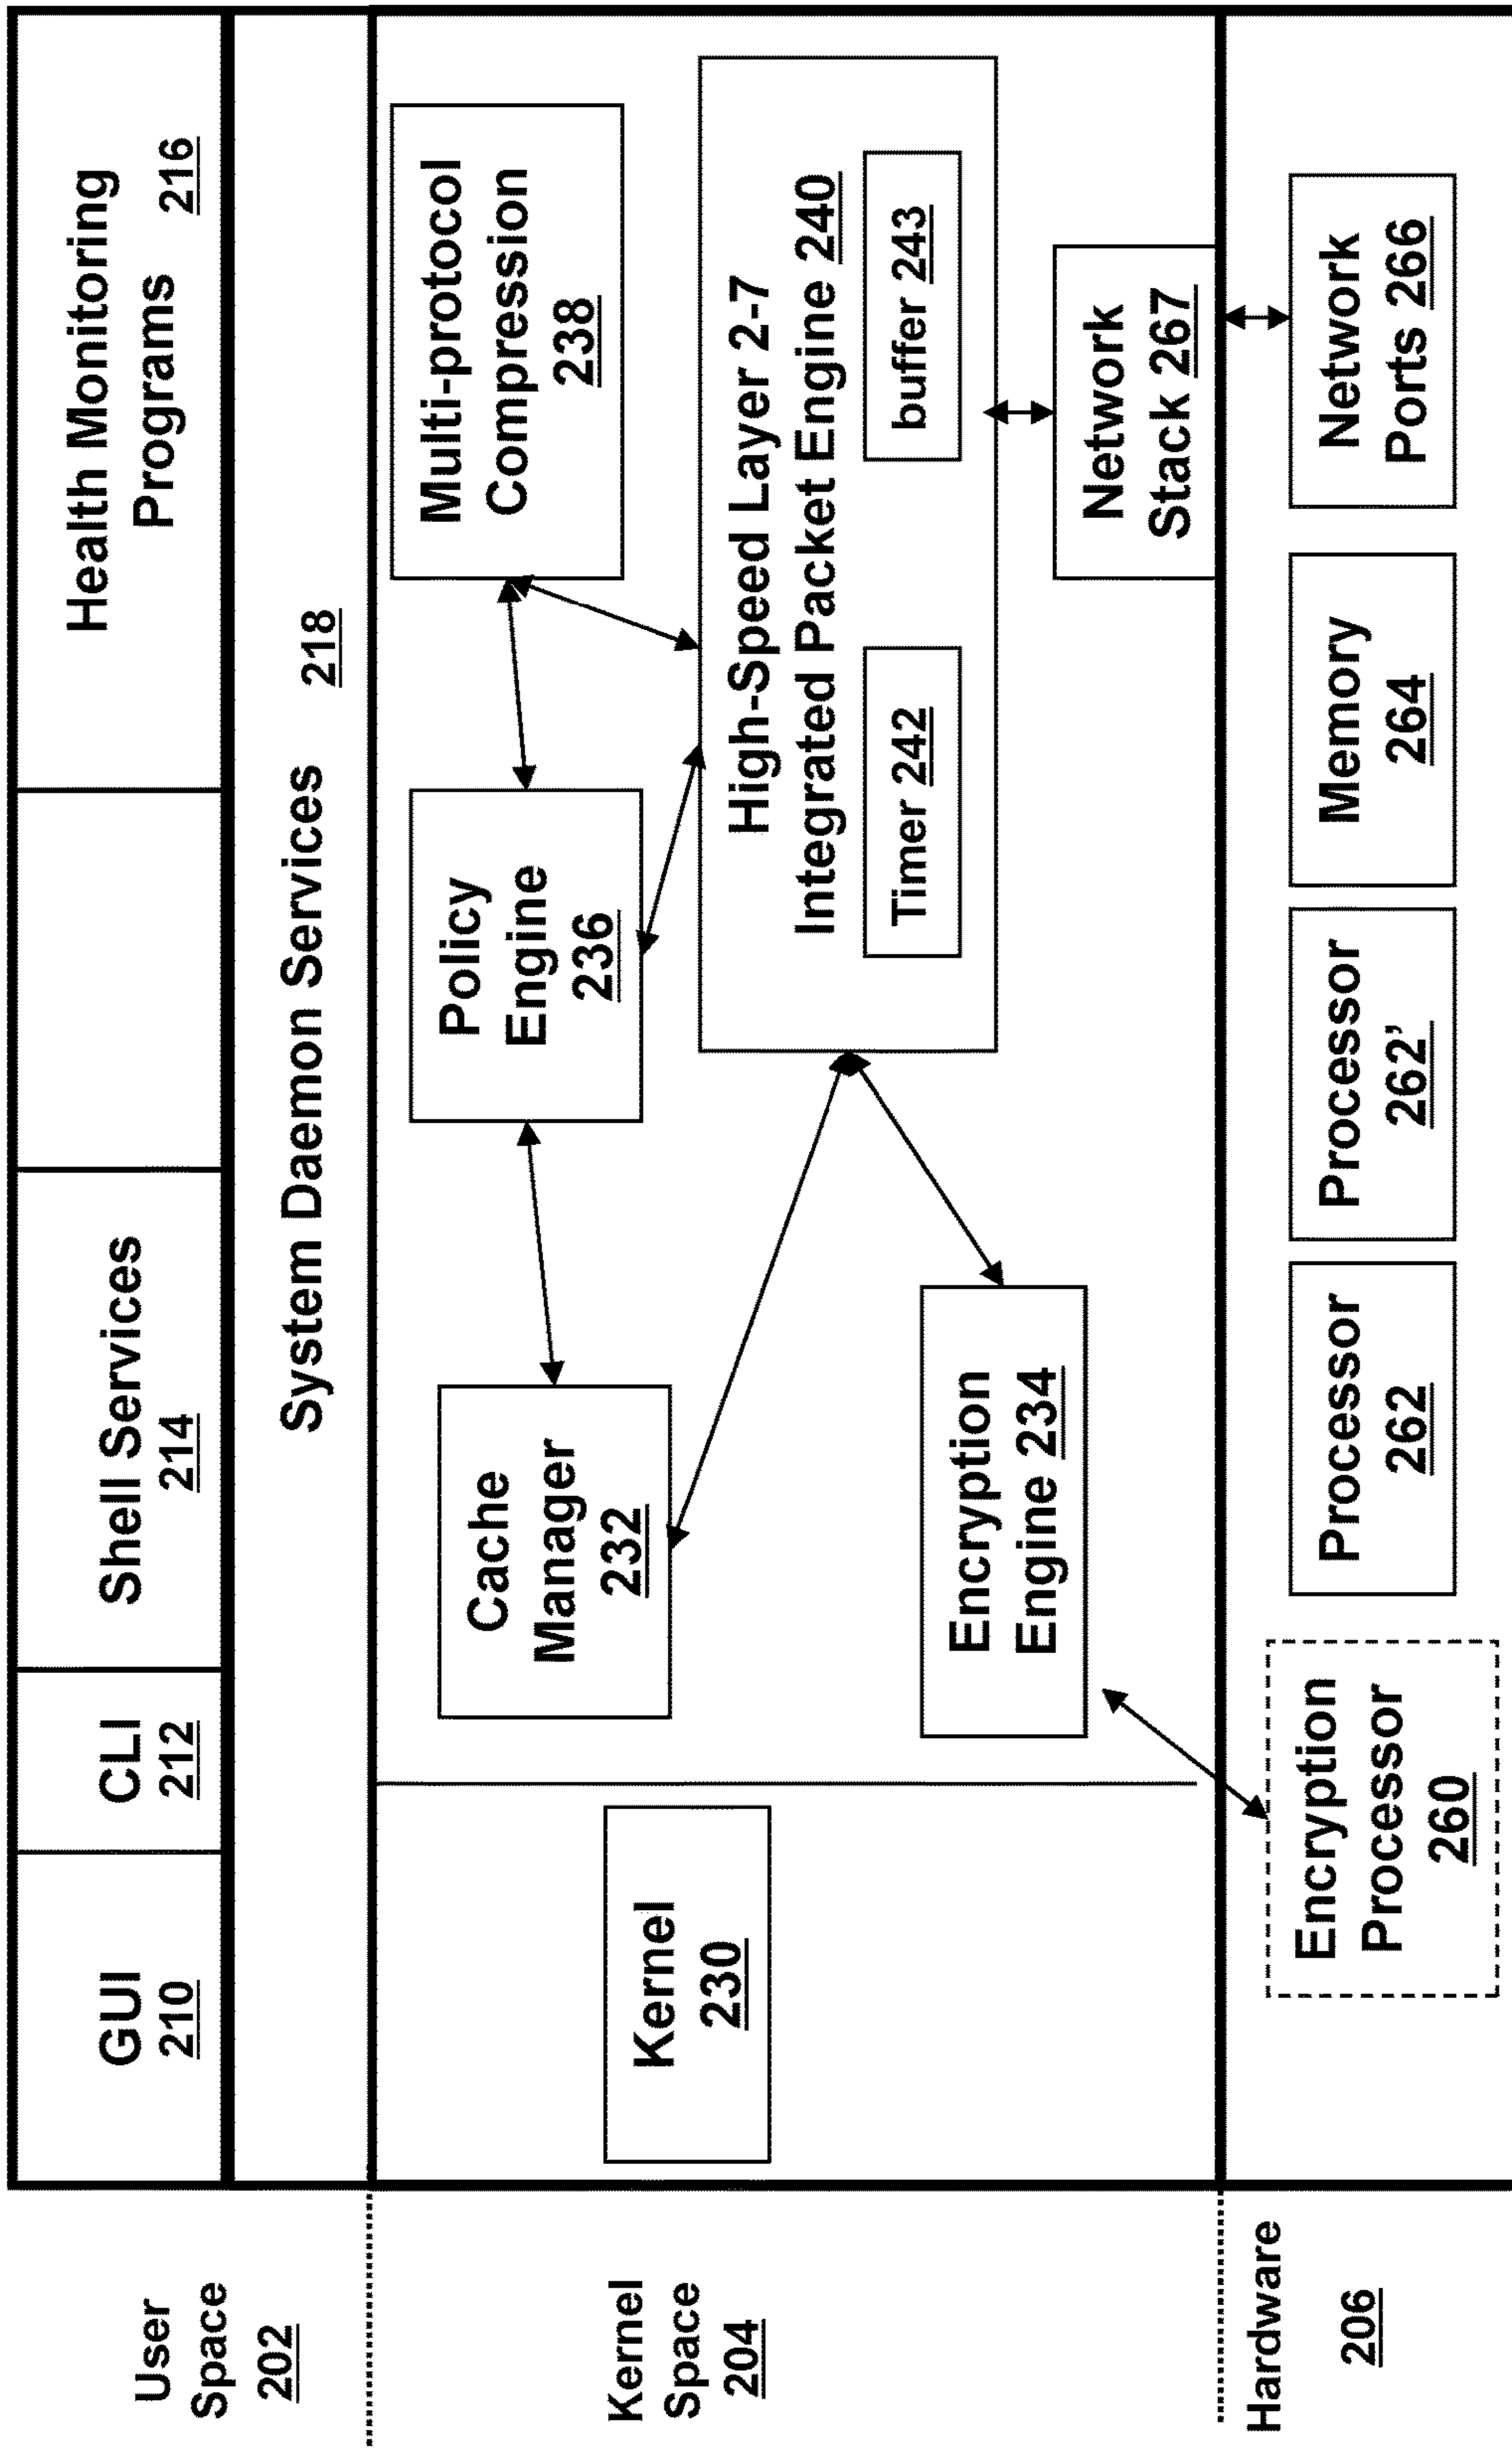 User
Space
202
GUI
210
CLI
212
Shell Services
214
Health Monitoring
Programs 216
System Daemon Services 218
Kernel
Space
204
Kernel
230
Cache
Manager
232
Policy
Engine
236
Multi-protocol
Compression
238
High-Speed Layer 2-7
Integrated Packet Engine 240
Timer 242
buffer 243
Encryption
Engine 234
Network
Stack 267
Hardware
206
Encryption
Processor
260
Processor
262
Processor
262’
Memory
264
Network
Ports 266